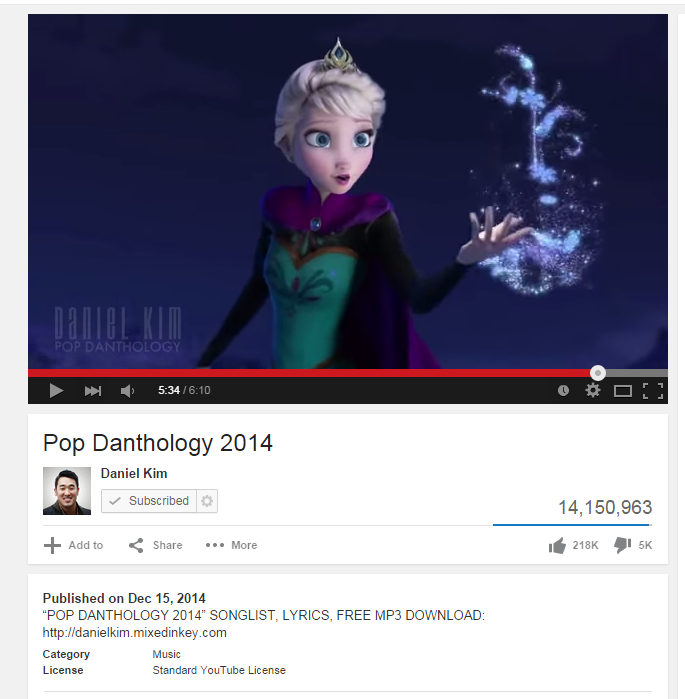 DANIEL KIM
POP DANTHOLOGY
5:34 / 6:10
Pop Danthology 2014
Daniel Kim
Subscribed
14,150,963
Add to Share More 218K 5K
Published on Dec 15, 2014
“POP DANTHOLOGY 2014” SONGLIST, LYRICS, FREE MP3 DOWNLOAD:
http://danielkim.mixedinkey.com
Category Music
License Standard YouTube License